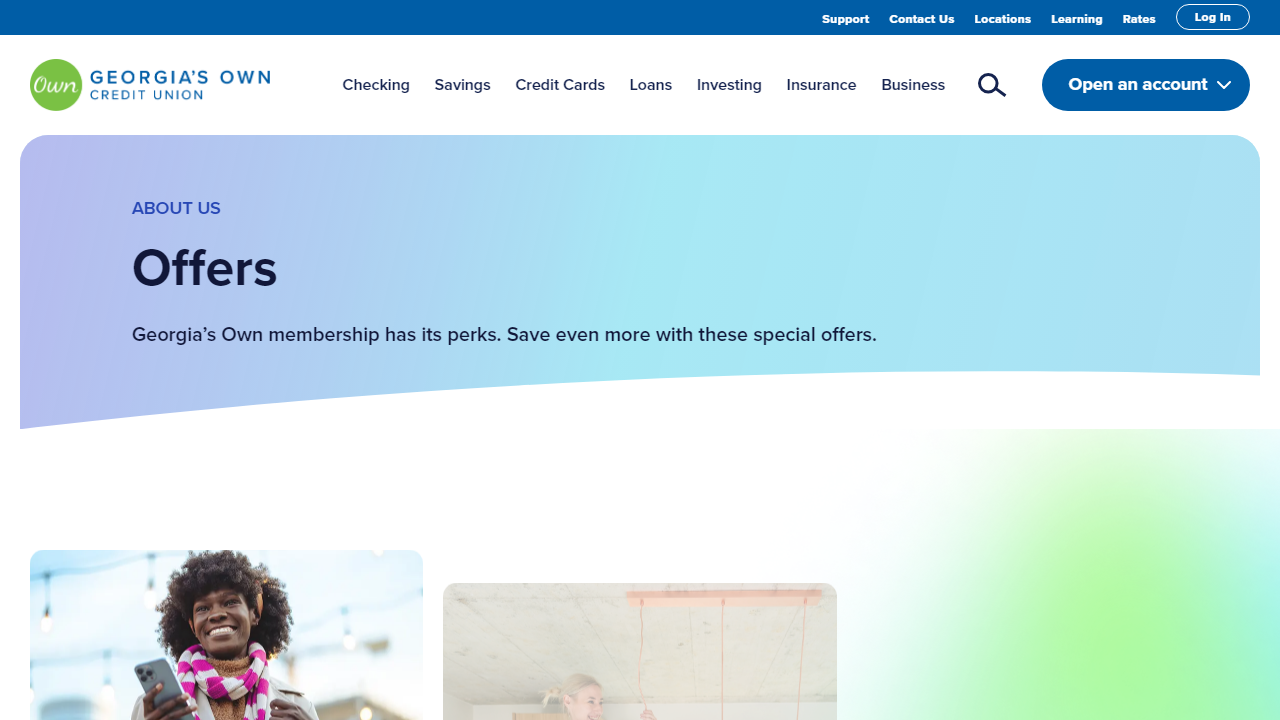 Support Contact Us Locations Learning Rates Log In
Own GEORGIA'S OWN
CREDIT UNION
Checking Savings Credit Cards Loans Investing Insurance Business Open an account
ABOUT US
Offers
Georgia’s Own membership has its perks. Save even more with these special offers.